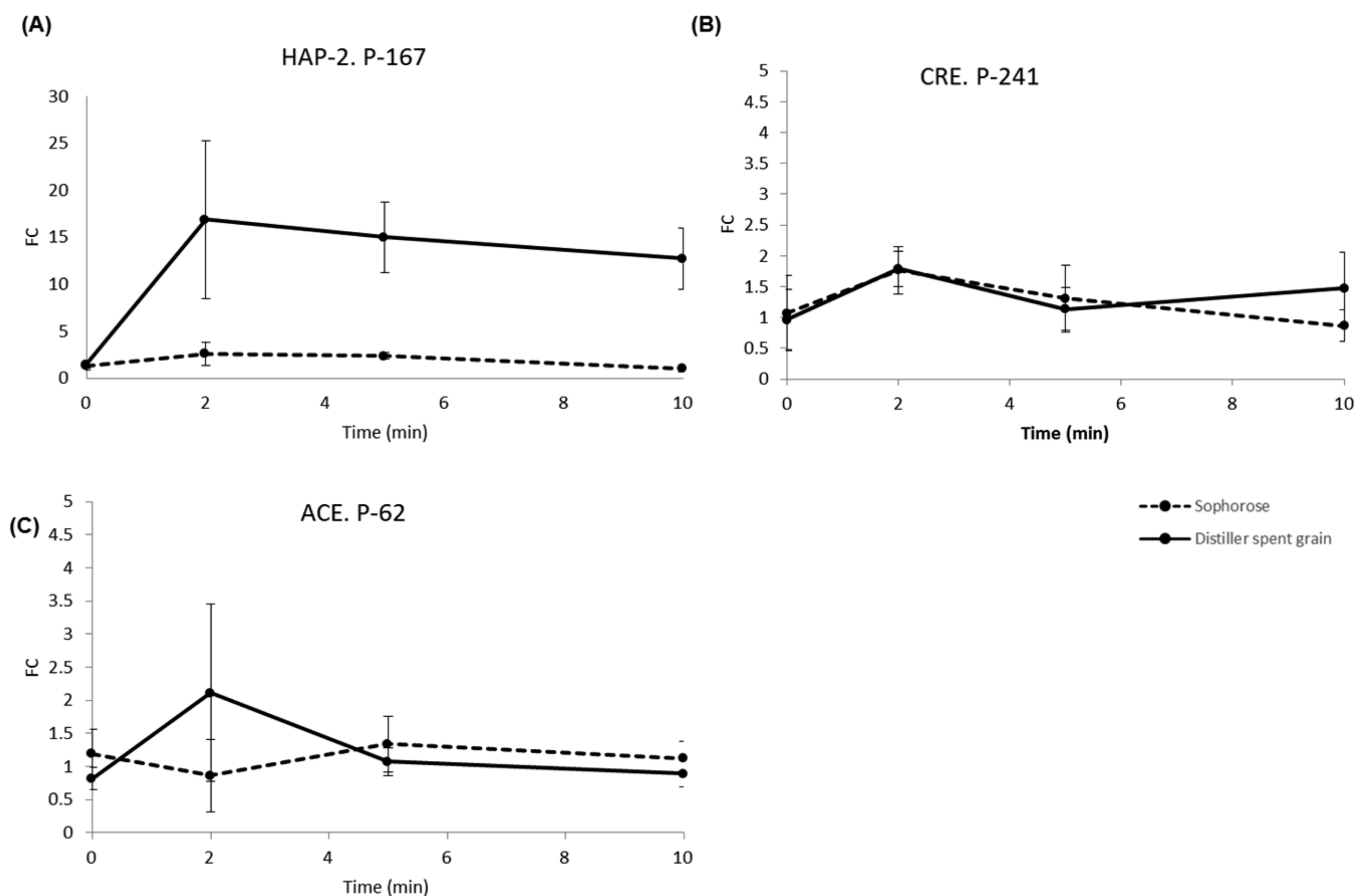 (A)
HAP-2. P-167
30
25
20
15
10
5
0
FC
0 2 4 6 8 10
Time (min)
(B)
CRE. P-241
5
4.5
4
3.5
3
2.5
2
1.5
1
0.5
0
FC
0 2 4 6 8 10
Time (min)
(C)
ACE. P-62
5
4.5
4
3.5
3
2.5
2
1.5
1
0.5
0
FC
0 2 4 6 8 10
Time (min)
Sophorose
Distiller spent grain